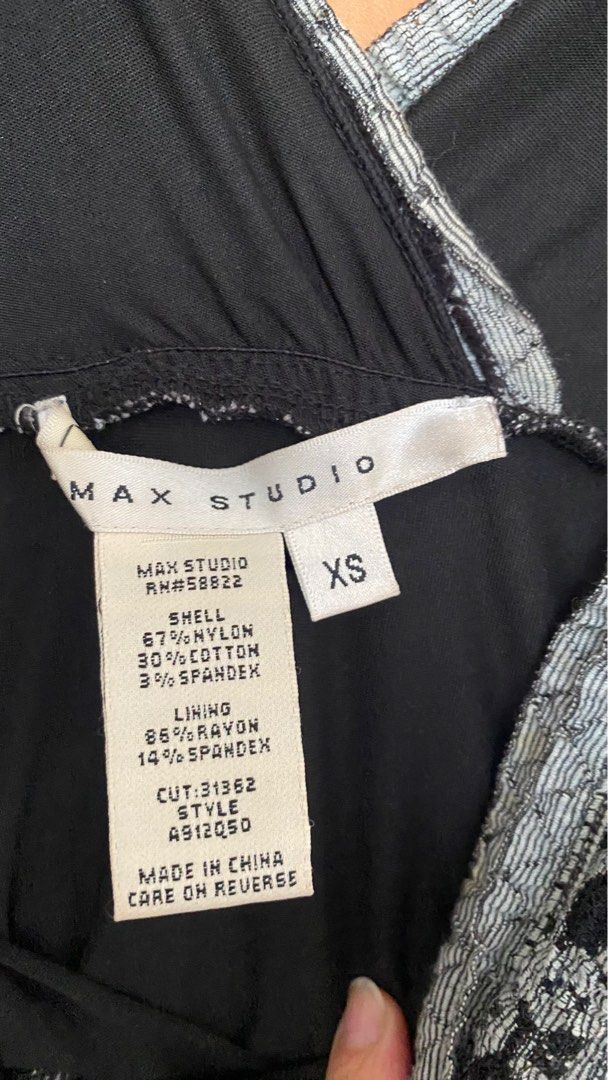 MAX STUDIO
XS
MAX STUDIO
RN#58822
SHELL
67%NYLON
30%COTTON
3%SPANDEX
LINING
86%RAYON
14%SPANDEX
CUT:31362
STYLE
A912Q50
MADE IN CHINA
CARE ON REVERSE